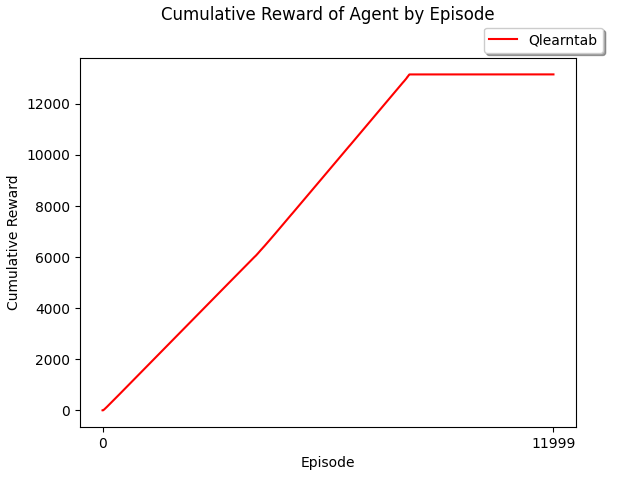 Cumulative Reward of Agent by Episode
Qlearntab
12000
10000
8000
6000
4000
2000
0
Cumulative Reward
0
11999
Episode